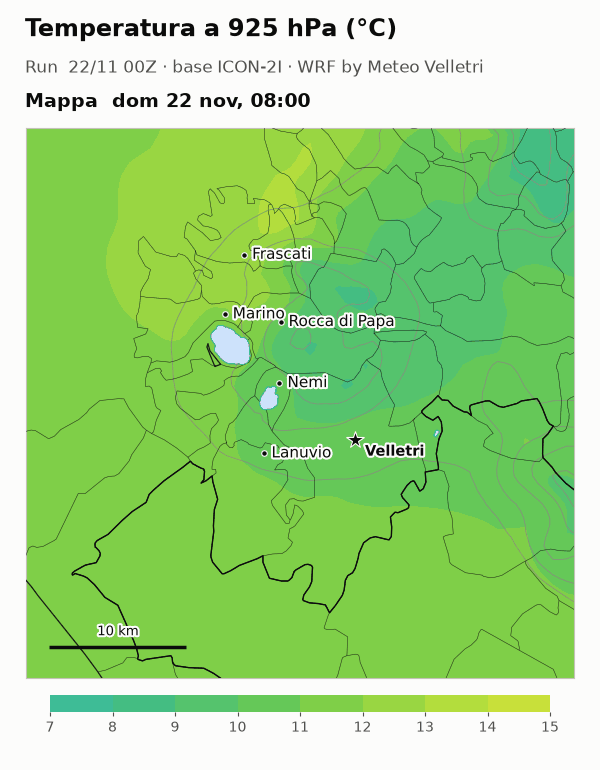 Temperatura a 925 hPa (°C)
Run 22/11 00Z · base ICON-2I · WRF by Meteo Velletri
Mappa dom 22 nov, 08:00
Frascati
Marino
Rocca di Papa
Nemi
Velletri
Lanuvio
10 km
7 8 9 10 11 12 13 14 15